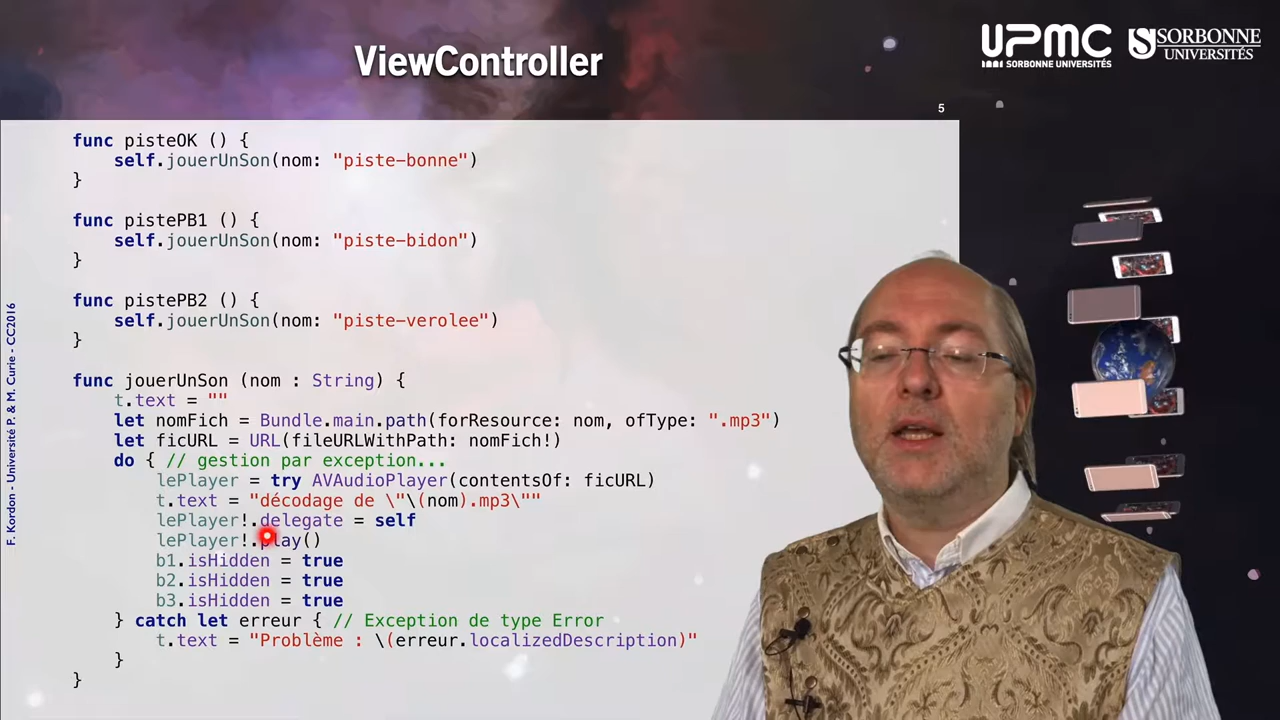 ViewController
UPMC
SORBONNE UNIVERSITÉS
SORBONNE
UNIVERSITÉS
5
func pisteOK () {
self.jouerUnSon(nom: "piste-bonne")
}
func pistePB1 () {
self.jouerUnSon(nom: "piste-bidon")
}
func pistePB2 () {
self.jouerUnSon(nom: "piste-verolee")
}
func jouerUnSon (nom : String) {
t.text = ""
let nomFich = Bundle.main.path(forResource: nom, ofType: ".mp3")
let ficURL = URL(fileURLWithPath: nomFich!)
do { // gestion par exception...
lePlayer = try AVAudioPlayer(contentsOf: ficURL)
t.text = "décodage de \"\(nom).mp3\""
lePlayer!.delegate = self
lePlayer!.play()
b1.isHidden = true
b2.isHidden = true
b3.isHidden = true
} catch let erreur { // Exception de type Error
t.text = "Problème : \(erreur.localizedDescription)"
}
}
F. Kordon - Université P. & M. Curie - CC2016